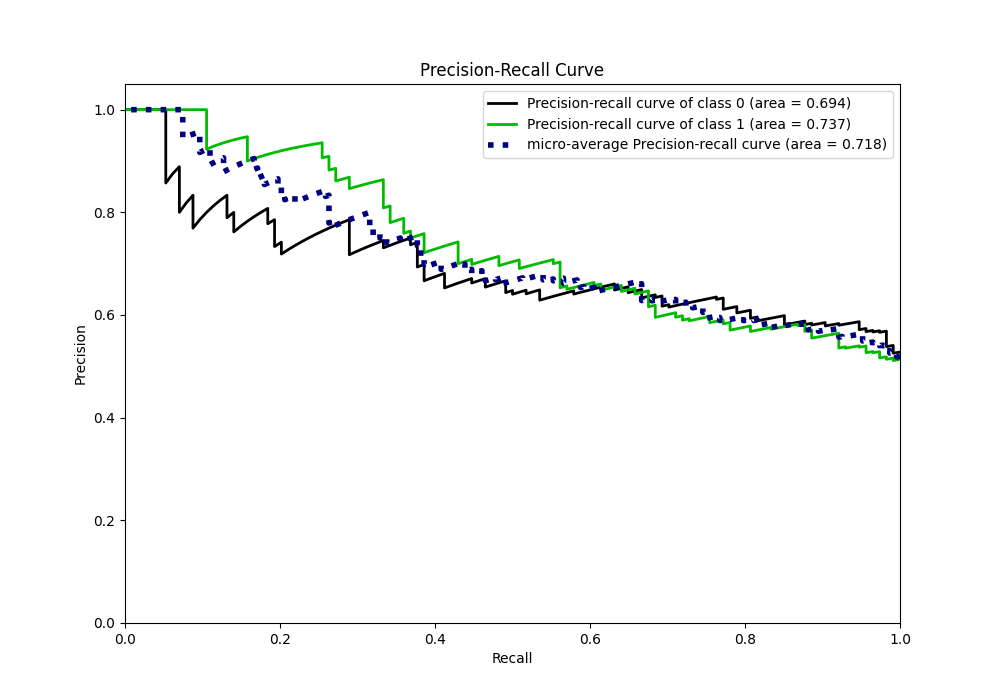 Precision-Recall Curve
Precision-recall curve of class 0 (area = 0.694)
Precision-recall curve of class 1 (area = 0.737)
micro-average Precision-recall curve (area = 0.718)
1.0
0.8
0.6
0.4
0.2
0.0
Precision
0.0 0.2 0.4 0.6 0.8 1.0
Recall